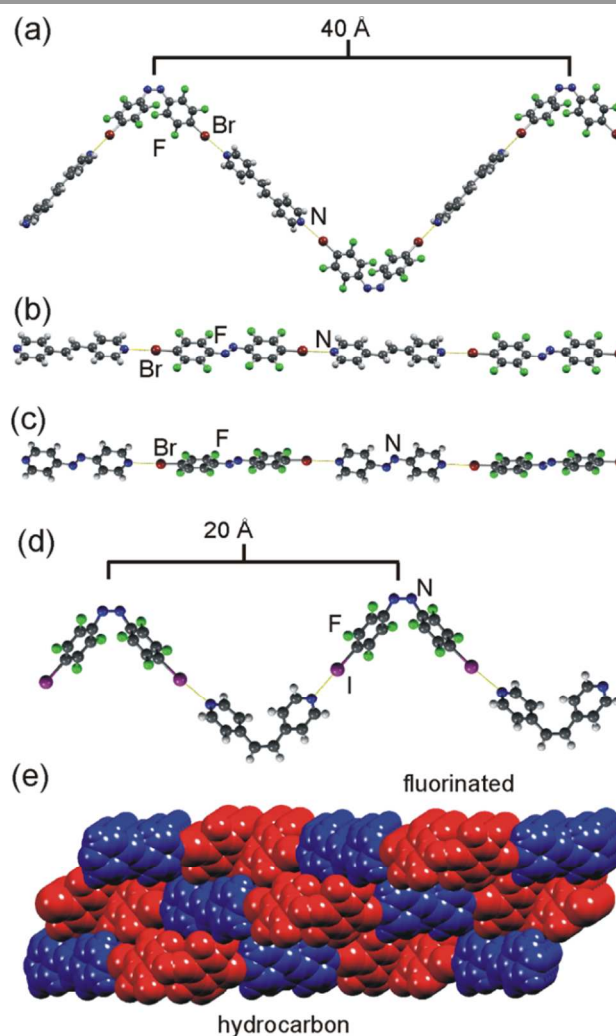 (a)
40 Å
Br
F
N
(b)
F
N
Br
(c)
Br
F
N
(d)
20 Å
N
F
I
(e)
fluorinated
hydrocarbon